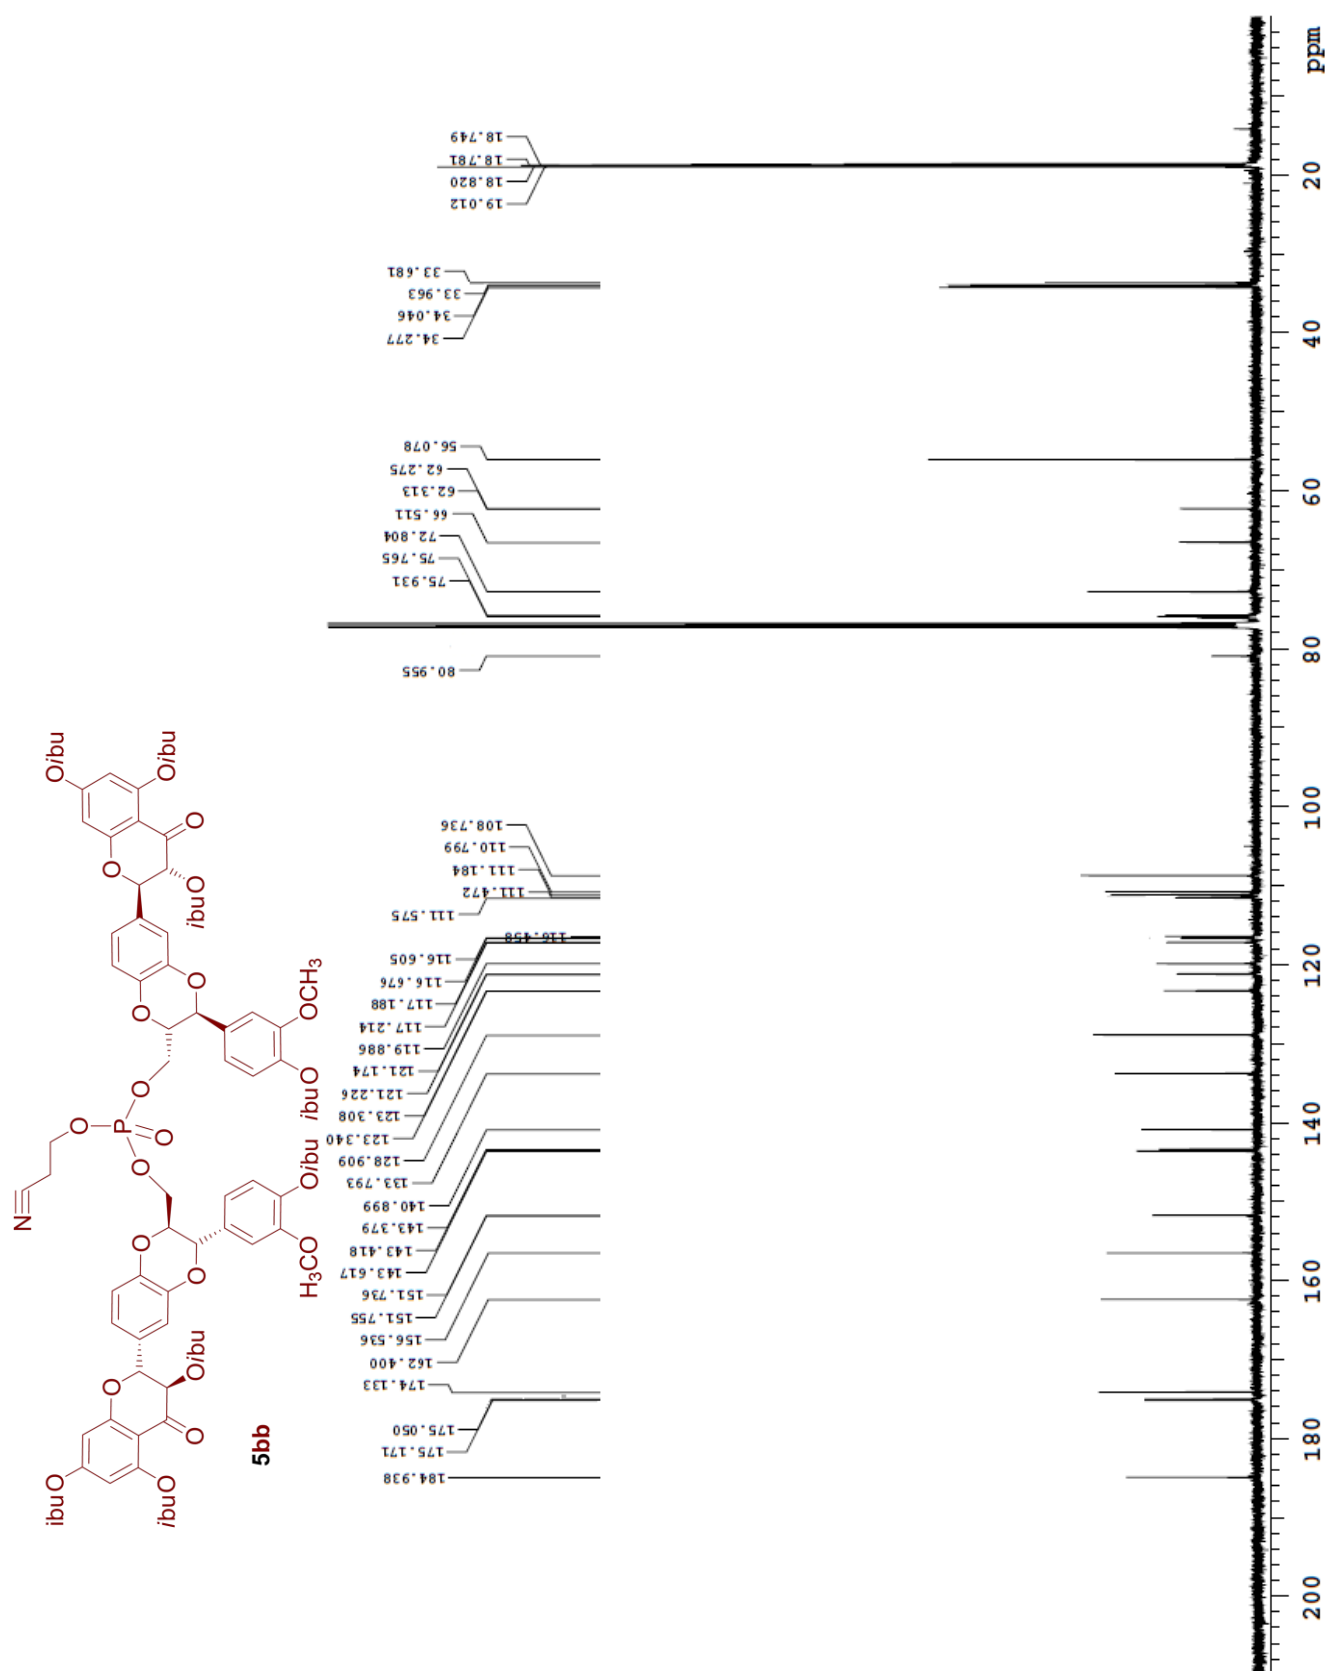 18.749
18.781
18.820
19.012
33.681
33.963
34.046
34.277
56.078
62.275
62.313
66.511
72.804
75.765
75.931
80.955
108.736
110.799
111.184
111.472
111.575
116.458
116.605
116.676
117.188
117.214
119.886
121.174
121.226
123.308
123.340
128.909
133.793
140.899
143.379
143.418
143.617
151.736
151.755
156.536
162.400
174.133
175.050
175.171
184.938
ppm
20
40
60
80
100
120
140
160
180
200
Oibu
Oibu
O
O
ibuO
O
O
OCH3
ibuO
O
O
P
O
O
N
Oibu
H3CO
O
O
Oibu
O
O
ibuO
ibuO
5bb